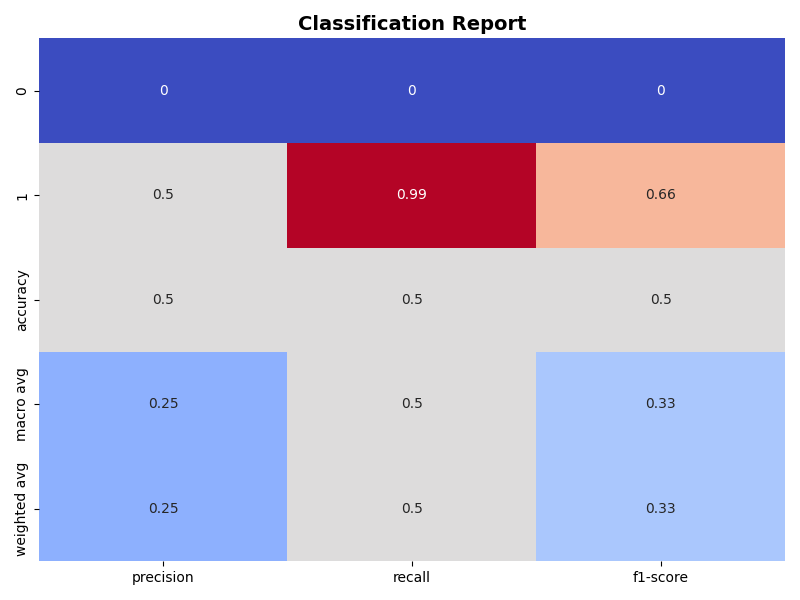 Classification Report
0 0 0 0
1 0.5 0.99 0.66
accuracy 0.5 0.5 0.5
macro avg 0.25 0.5 0.33
weighted avg 0.25 0.5 0.33
precision recall f1-score